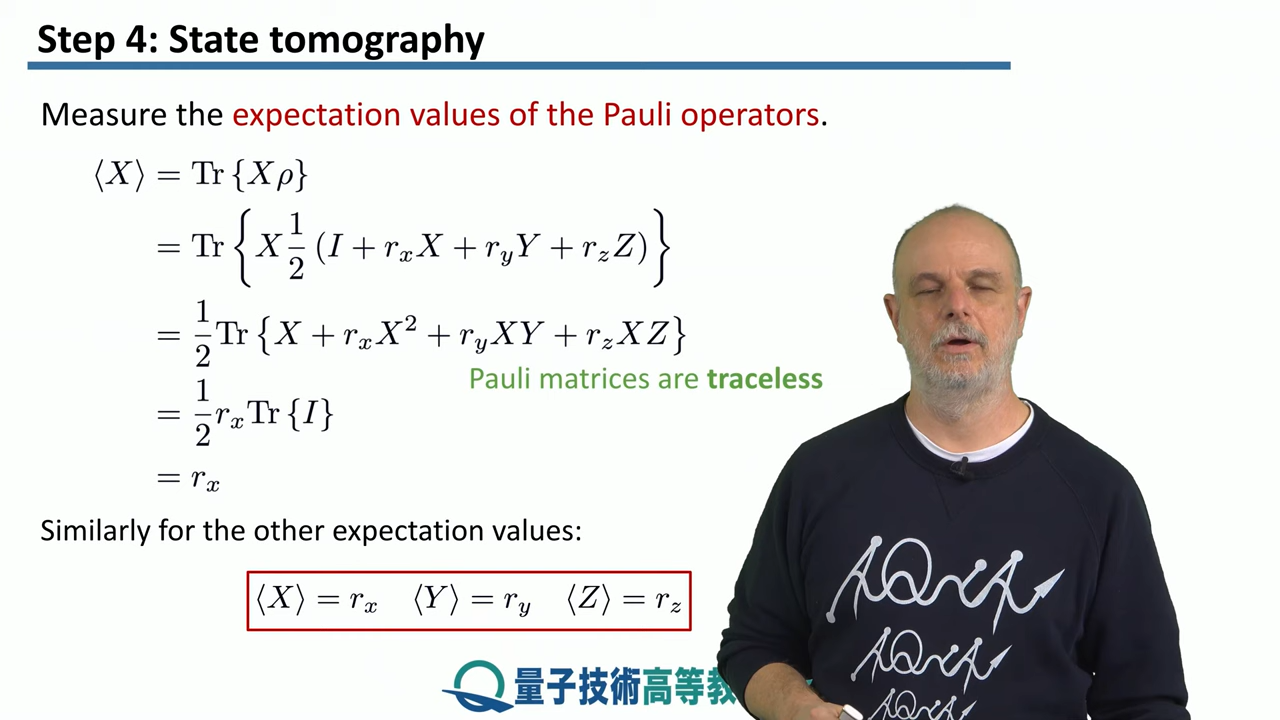 Step 4: State tomography
Measure the expectation values of the Pauli operators.
⟨X⟩ = Tr {Xρ}
= Tr { X 1/2 (I + r_x X + r_y Y + r_z Z) }
= 1/2 Tr {X + r_x X² + r_y XY + r_z XZ}
Pauli matrices are traceless
= 1/2 r_x Tr {I}
= r_x
Similarly for the other expectation values:
⟨X⟩ = r_x ⟨Y⟩ = r_y ⟨Z⟩ = r_z
量子技術高等教